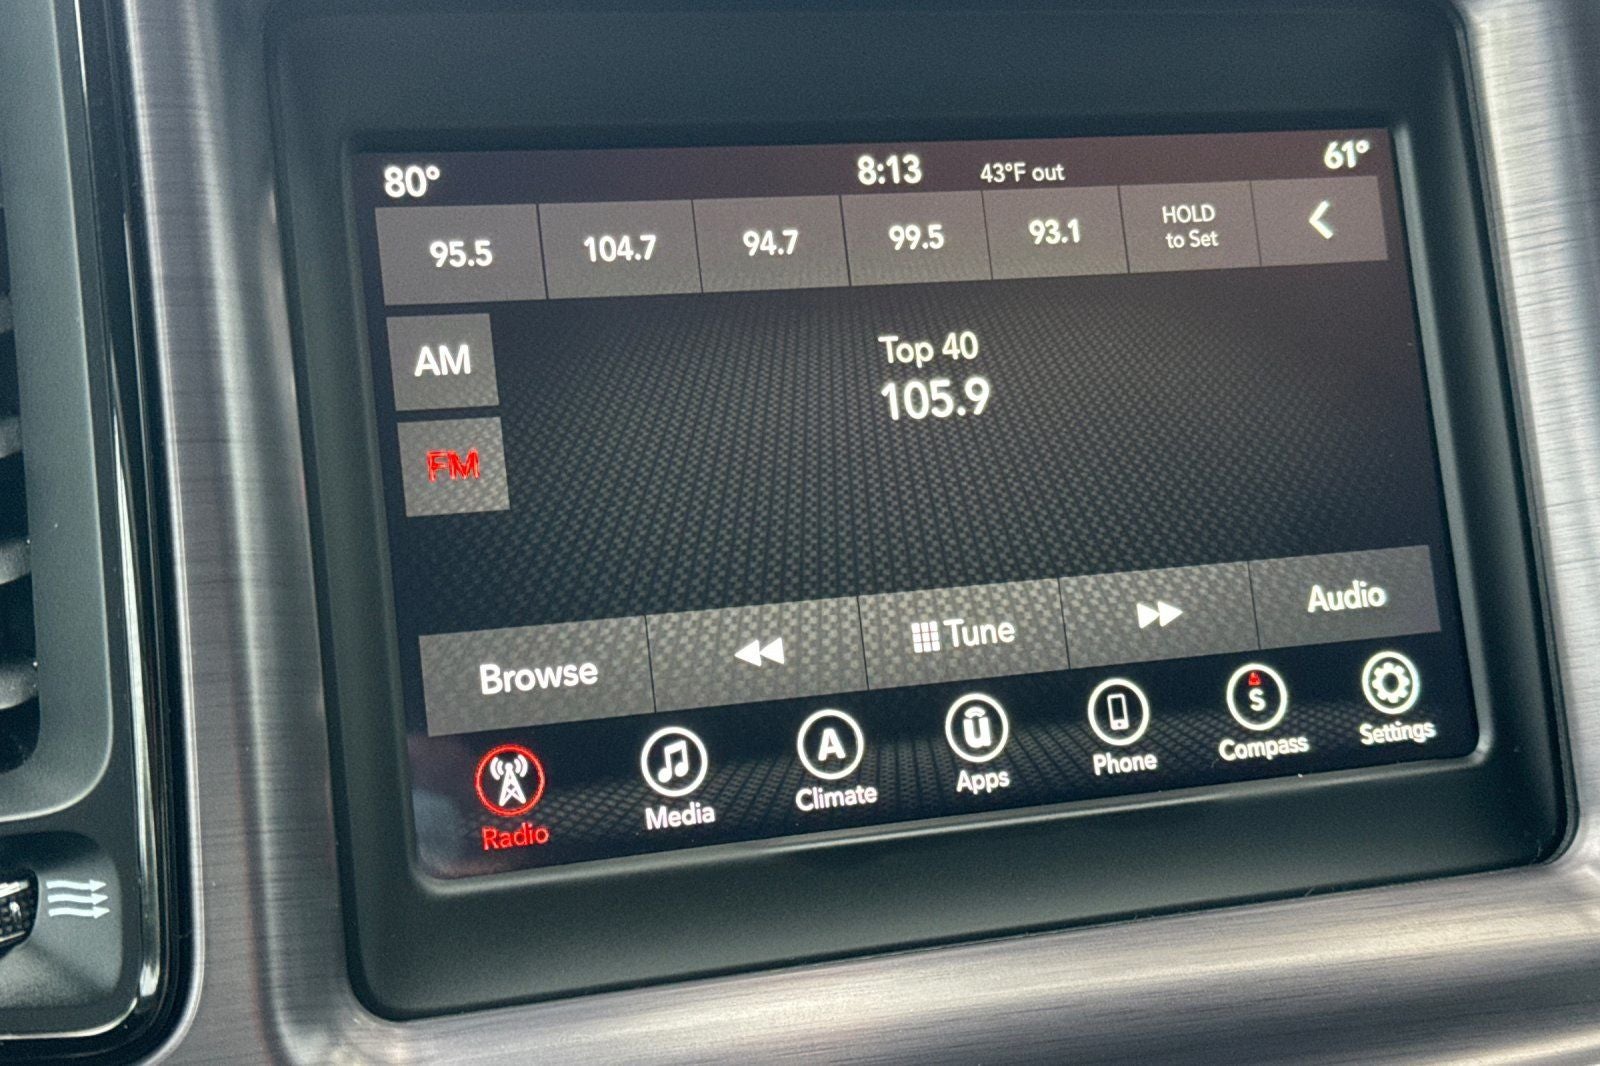 80° 8:13 43°F out 61°
95.5 104.7 94.7 99.5 93.1 HOLD
to Set
AM
Top 40
105.9
FM
Browse Tune Audio
Radio Media A Climate u Apps Phone S Compass Settings